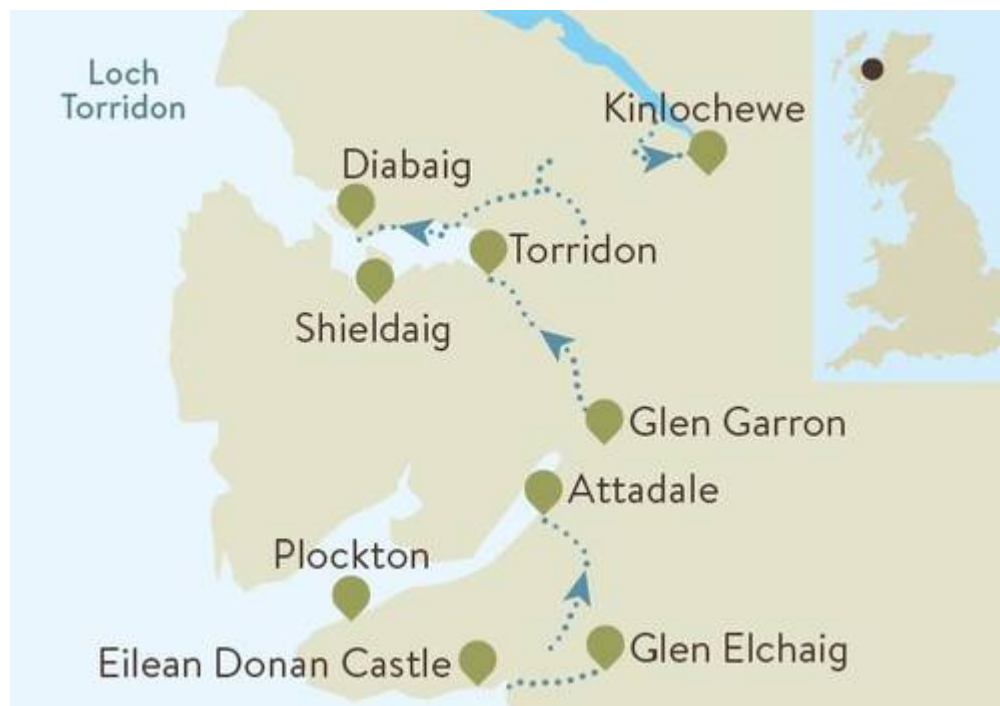 Loch
Torridon
Kinlochewe
Diabaig
Torridon
Shieldaig
Glen Garron
Attadale
Plockton
Eilean Donan Castle
Glen Elchaig